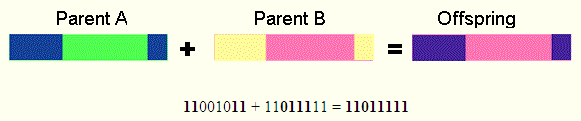 Parent A Parent B Offspring
+ =
11001011 + 11011111 = 11011111